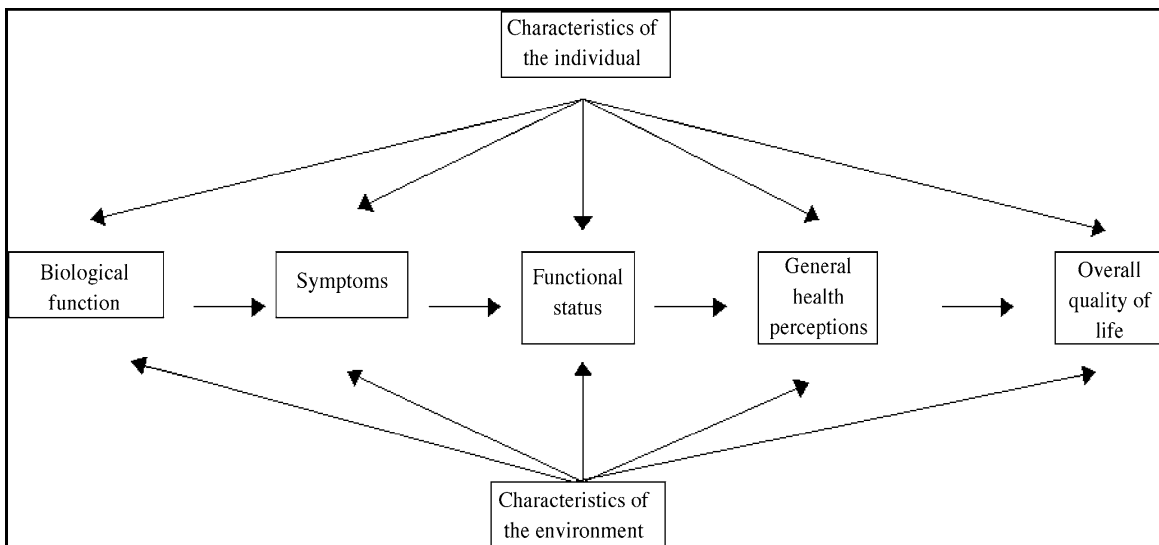 Characteristics of
the individual
Biological
function
Symptoms
Functional
status
General
health
perceptions
Overall
quality of
life
Characteristics of
the environment